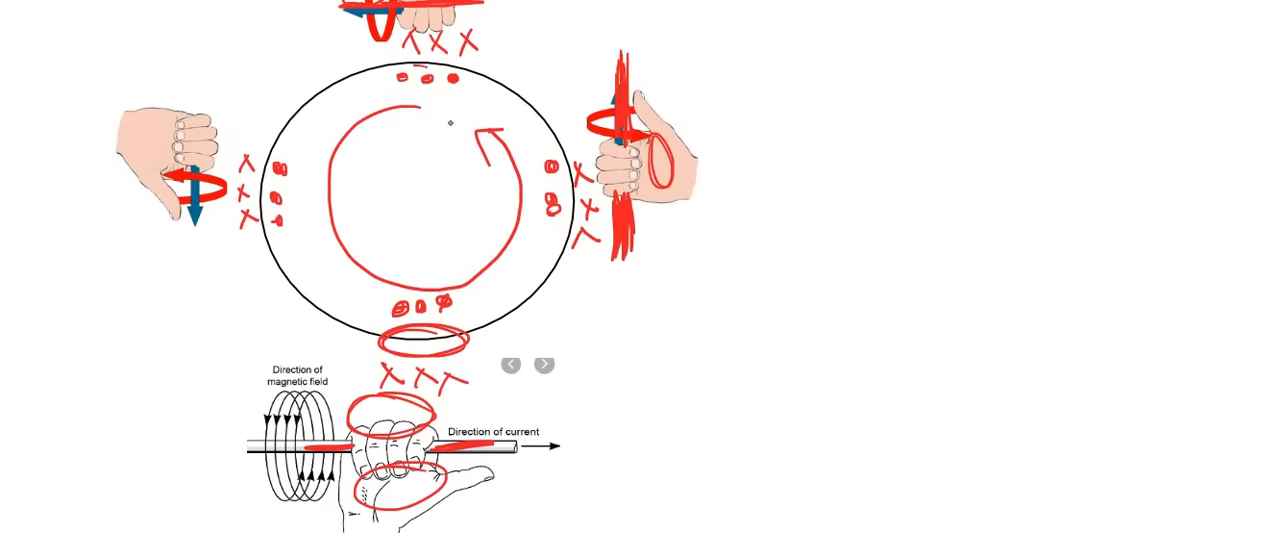 X X X
X
X
X
X
X
X
X X X
Direction of
magnetic field
Direction of current